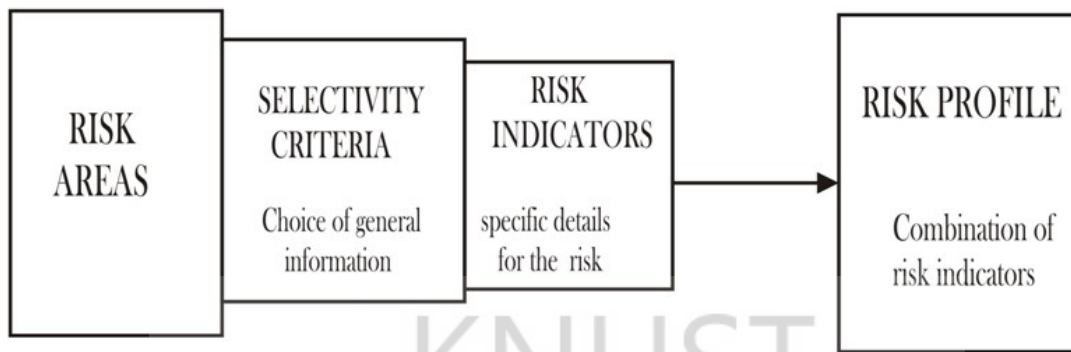 RISK
AREAS
SELECTIVITY
CRITERIA
Choice of general
information
RISK
INDICATORS
specific details
for the risk
RISK PROFILE
Combination of
risk indicators
KNUST